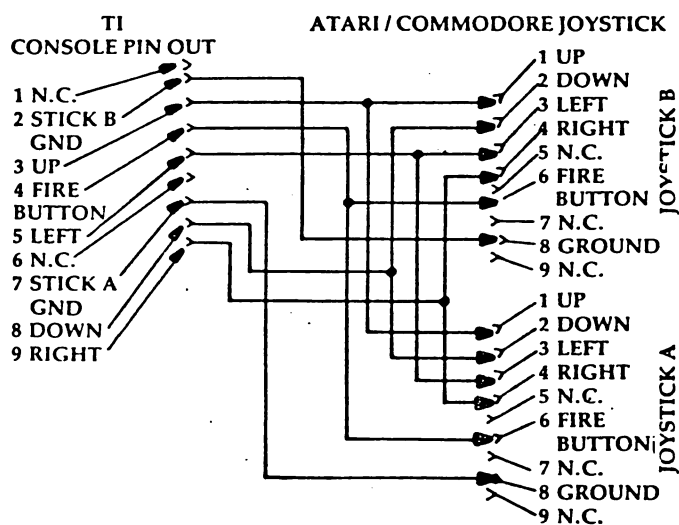 TI
CONSOLE PIN OUT
1 N.C.
2 STICK B
GND
3 UP
4 FIRE
BUTTON
5 LEFT
6 N.C.
7 STICK A
GND
8 DOWN
9 RIGHT
ATARI / COMMODORE JOYSTICK
1 UP
2 DOWN
3 LEFT
4 RIGHT
5 N.C.
6 FIRE
BUTTON
7 N.C.
8 GROUND
9 N.C.
JOYSTICK B
1 UP
2 DOWN
3 LEFT
4 RIGHT
5 N.C.
6 FIRE
BUTTON
7 N.C.
8 GROUND
9 N.C.
JOYSTICK A